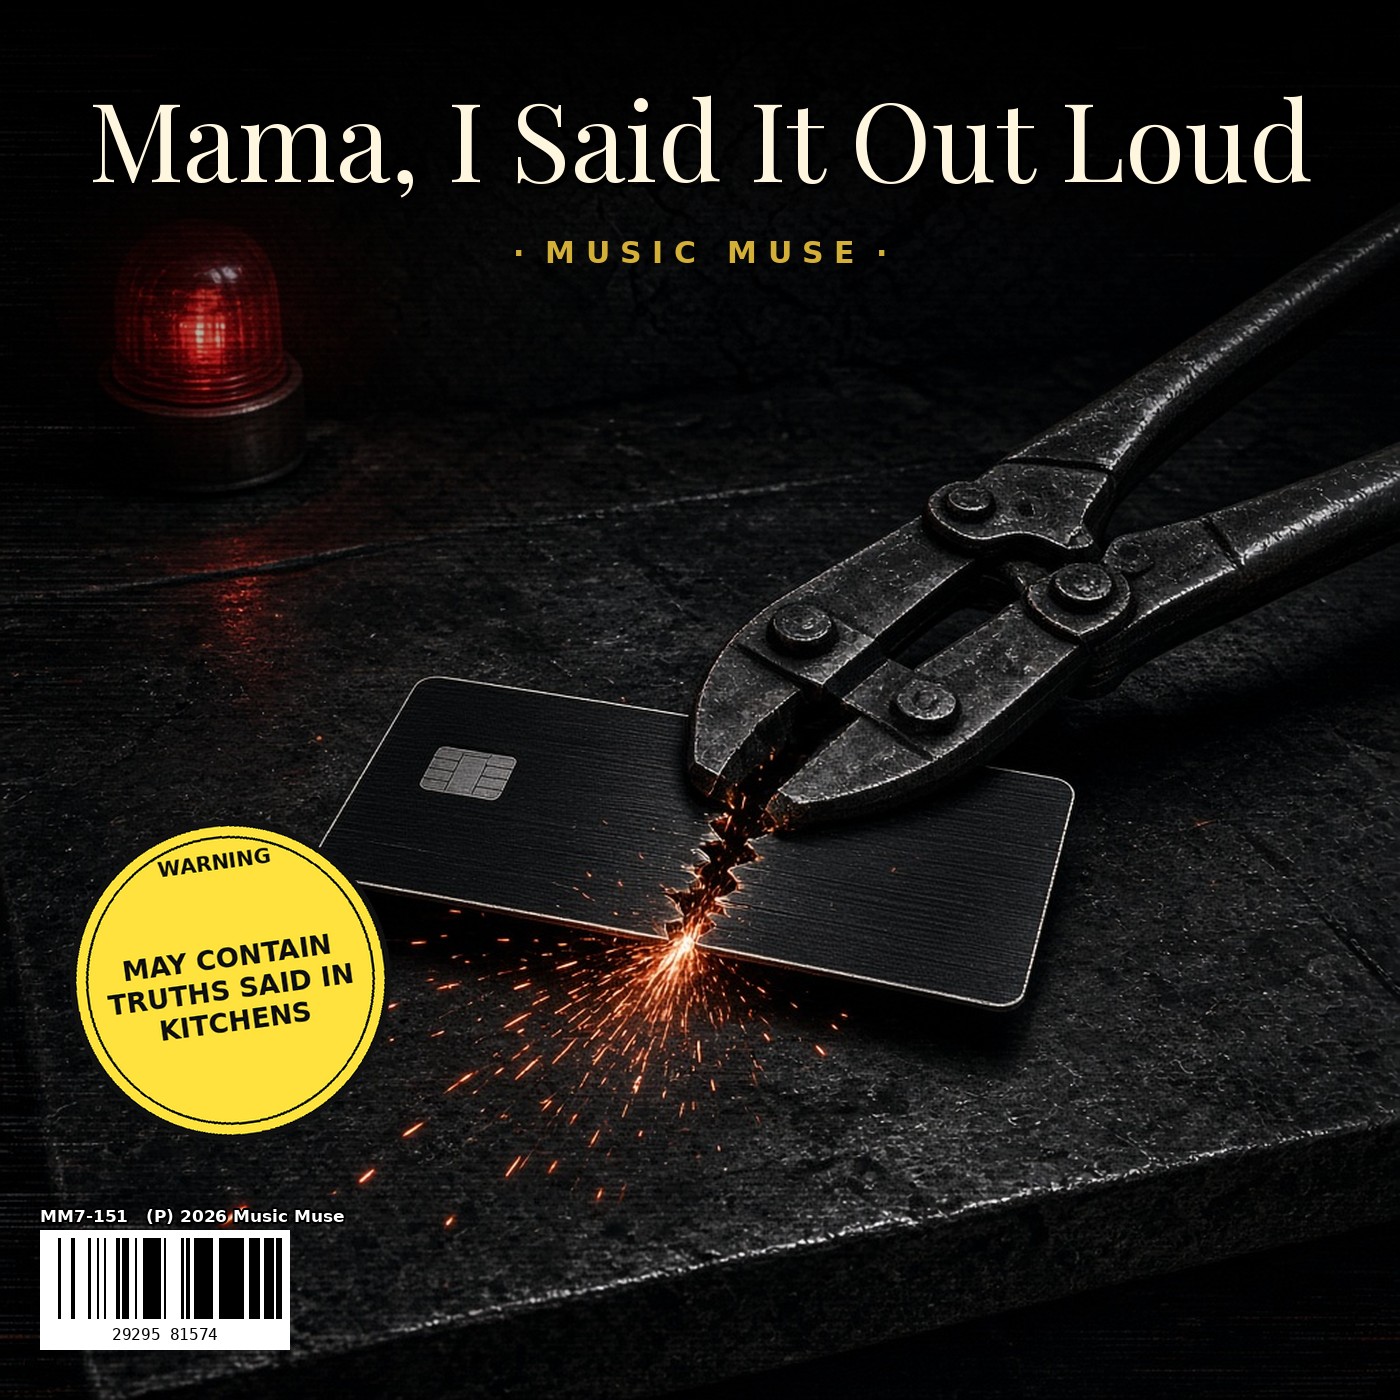 Mama, I Said It Out Loud
· MUSIC MUSE ·
WARNING
MAY CONTAIN
TRUTHS SAID IN
KITCHENS
MM7-151 (P) 2026 Music Muse
29295 81574